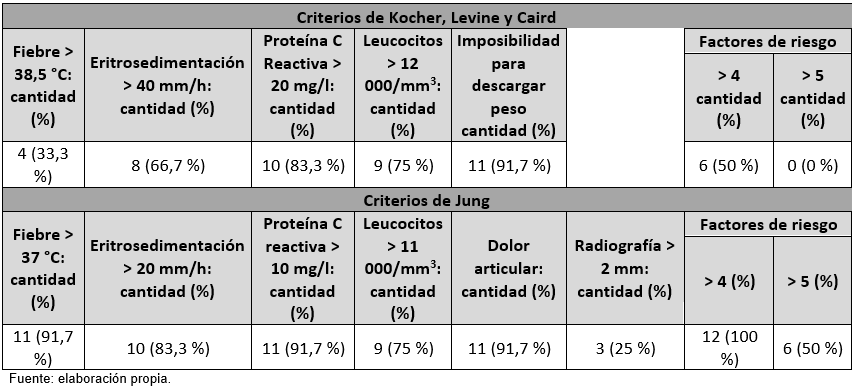 Criterios de Kocher, Levine y Caird
Fiebre >
38,5 °C:
cantidad
(%)
Eritrosedimentación
> 40 mm/h:
cantidad (%)
Proteína C
Reactiva >
20 mg/l:
cantidad
(%)
Leucocitos
> 12
000/mm³:
cantidad
(%)
Imposibilidad
para
descargar
peso
cantidad (%)
Factores de riesgo
> 4
cantidad
(%)
> 5
cantidad
(%)
4 (33,3
%)
8 (66,7 %)
10 (83,3 %)
9 (75 %)
11 (91,7 %)
6 (50 %)
0 (0 %)
Criterios de Jung
Fiebre >
37 °C:
cantidad
(%)
Eritrosedimentación
> 20 mm/h:
cantidad (%)
Proteína C
reactiva >
10 mg/l:
cantidad
(%)
Leucocitos
> 11
000/mm³:
cantidad
(%)
Dolor
articular:
cantidad (%)
Radiografía >
2 mm:
cantidad (%)
Factores de riesgo
> 4 (%)
> 5 (%)
11 (91,7
%)
10 (83,3 %)
11 (91,7 %)
9 (75 %)
11 (91,7 %)
3 (25 %)
12 (100
%)
6 (50 %)
Fuente: elaboración propia.